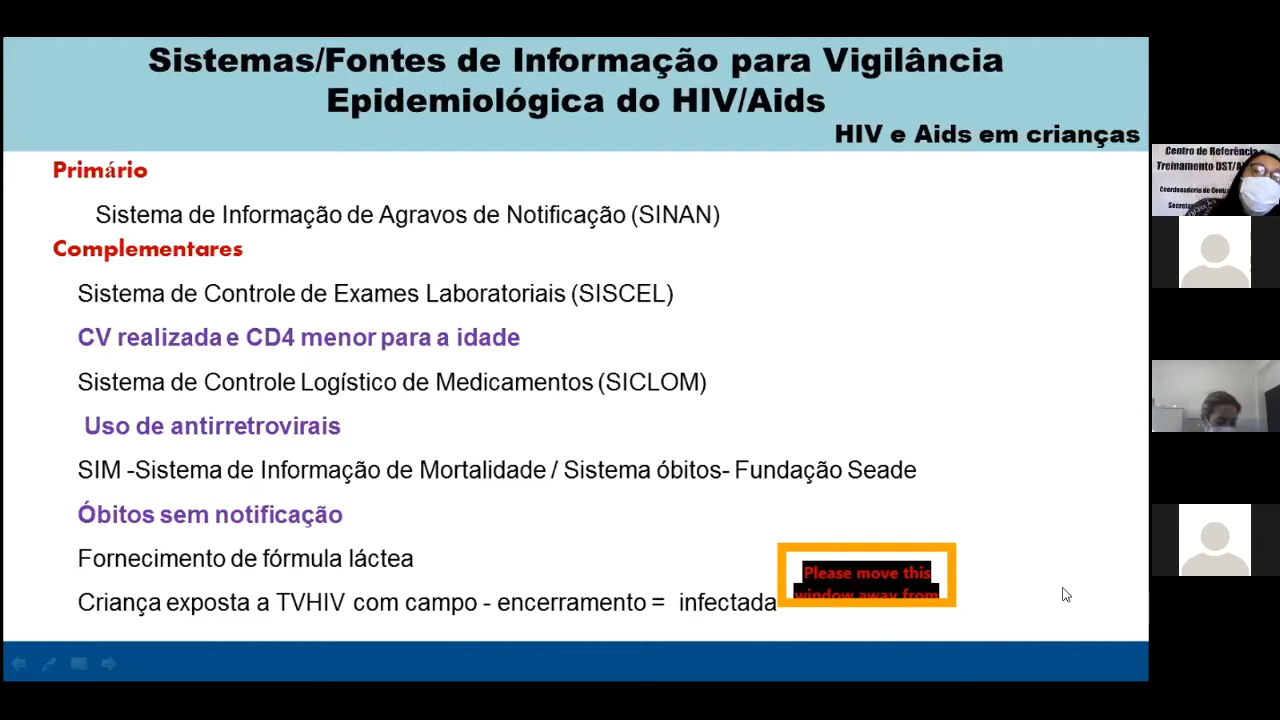 Sistemas/Fontes de Informação para Vigilância
Epidemiológica do HIV/Aids
HIV e Aids em crianças
Primário
Sistema de Informação de Agravos de Notificação (SINAN)
Complementares
Sistema de Controle de Exames Laboratoriais (SISCEL)
CV realizada e CD4 menor para a idade
Sistema de Controle Logístico de Medicamentos (SICLOM)
Uso de antirretrovirais
SIM -Sistema de Informação de Mortalidade / Sistema óbitos- Fundação Seade
Óbitos sem notificação
Fornecimento de fórmula láctea
Criança exposta a TVHIV com campo - encerramento = infectada
Please move this
window away from
Centro de Referência
Treinamento DST/A
Coordenadoria de